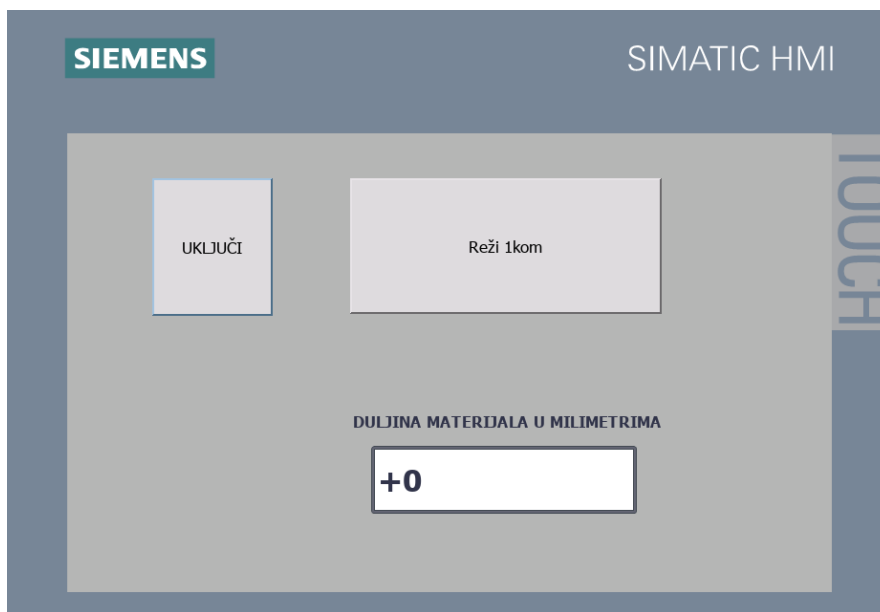 SIEMENS
SIMATIC HMI
TOUCH
UKLJUČI
Reži 1kom
DULJINA MATERIJALA U MILIMETRIMA
+0